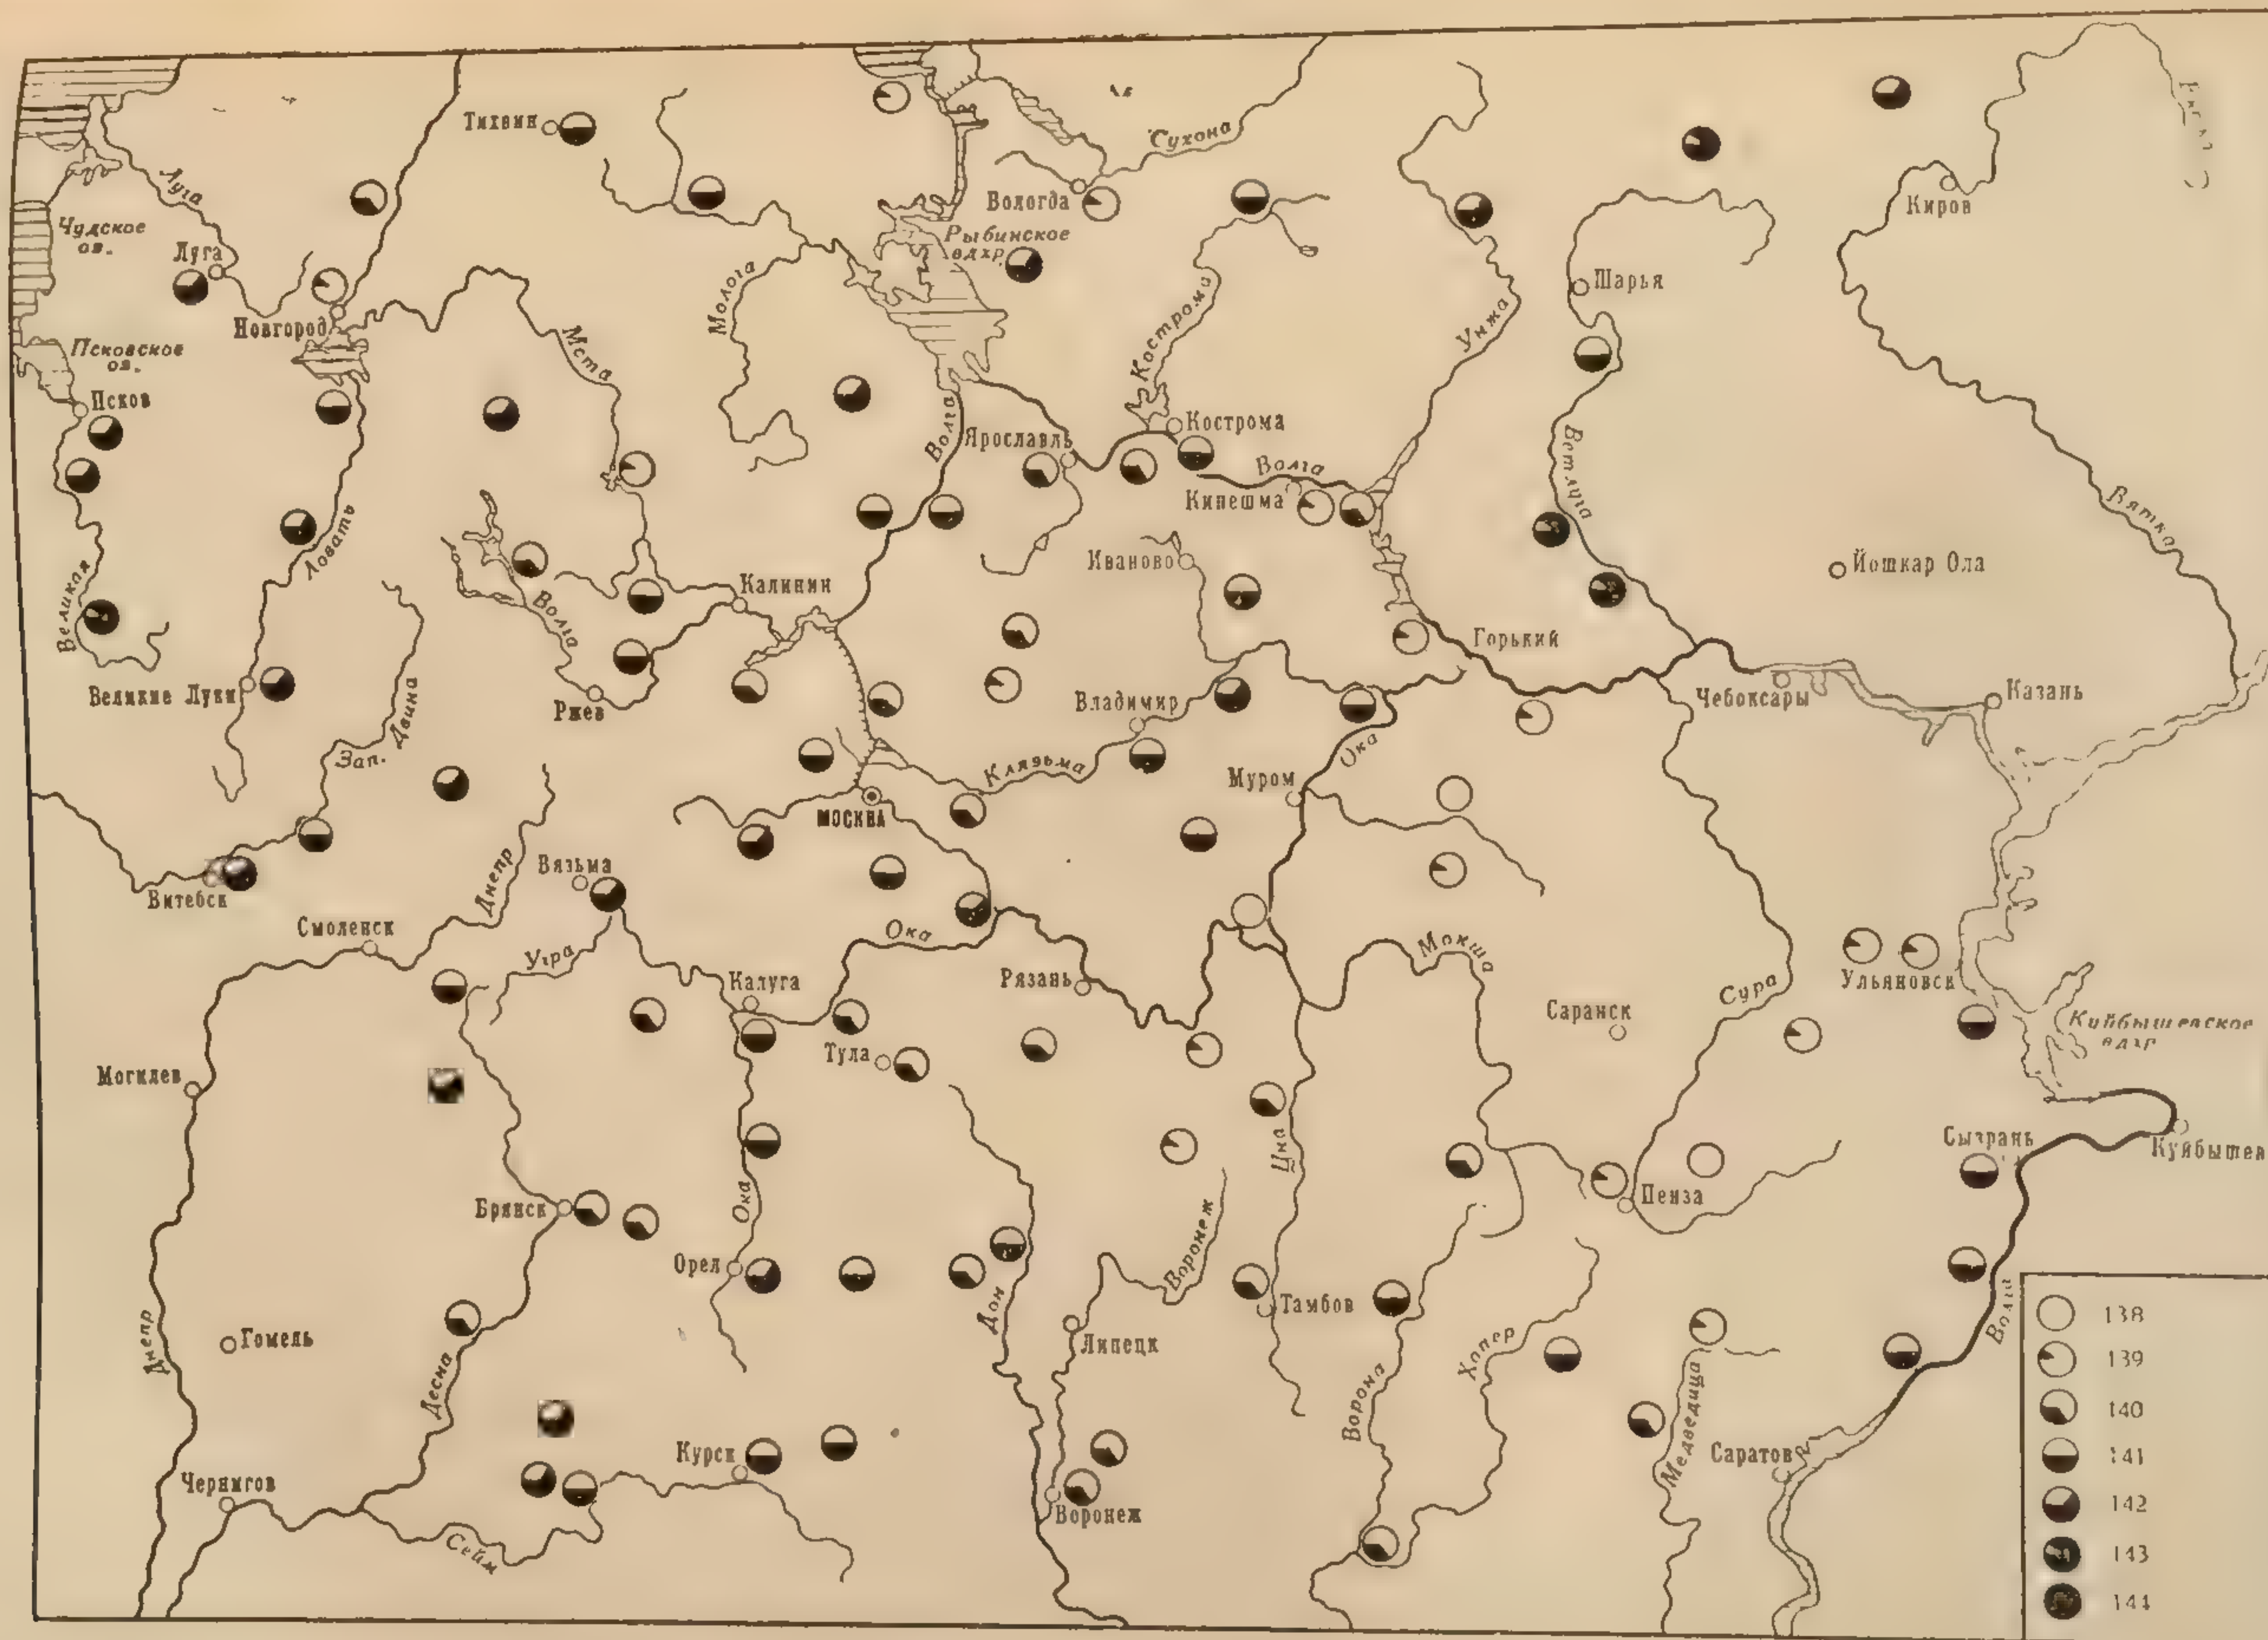 Тихвин
Сухона
Луга
Вологда
Киров
Чудское
оз.
Рыбинское
вдхр.
Луга
Молога
Шарья
Новгород
Кострома
Унжа
Псковское
оз.
Мста
Псков
Волга
Кострома
Ярославль
Ветлуга
Волга
Кинешма
Вятка
Ловать
Иваново
Йошкар Ола
Великая
Волга
Калинин
Горький
Великие Луки
Зап. Двина
Ржев
Владимир
Чебоксары
Казань
Клязьма
Ока
Муром
МОСКВА
Днепр
Вязьма
Витебск
Смоленск
Ока
Мокша
Угра
Калуга
Рязань
Сура
Ульяновск
Саранск
Тула
Куйбышевское
вдхр
Могилев
Цна
Сызрань
Куйбышев
Брянск
Ока
Воронеж
Пенза
Орел
Дон
Тамбов
Волга
Днепр
Гомель
Десна
Липецк
Хопер
Ворона
Медведица
Курск
Саратов
Чернигов
Воронеж
Сейм
138
139
140
141
142
143
144